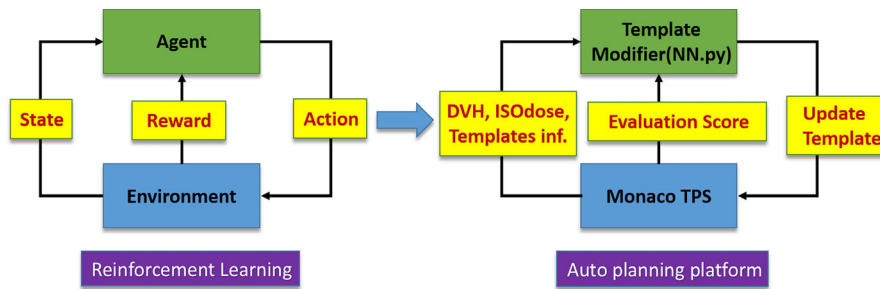 Agent
State
Reward
Action
Environment
Reinforcement Learning
Template
Modifier(NN.py)
DVH, ISOdose,
Templates inf.
Evaluation Score
Update
Template
Monaco TPS
Auto planning platform